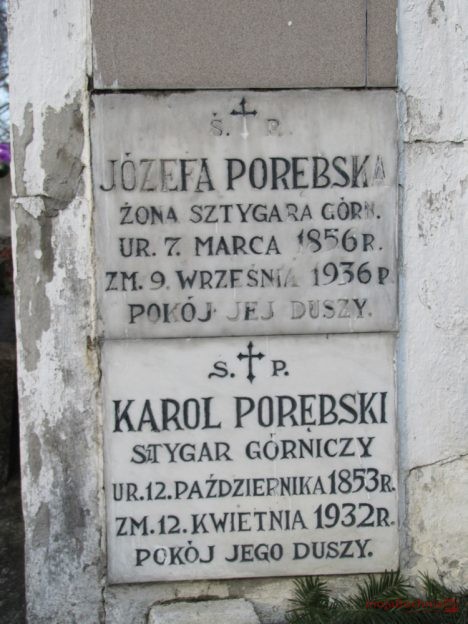 Ś. P.
JÓZEFA PORĘBSKA
ŻONA SZTYGARA GÓRN.
UR. 7. MARCA 1856 R.
ZM. 9. WRZEŚNIA 1936 R.
POKÓJ JEJ DUSZY.
Ś. P.
KAROL PORĘBSKI
SZTYGAR GÓRNICZY
UR. 12. PAŹDZIERNIKA 1853 R.
ZM. 12. KWIETNIA 1932 R.
POKÓJ JEGO DUSZY.